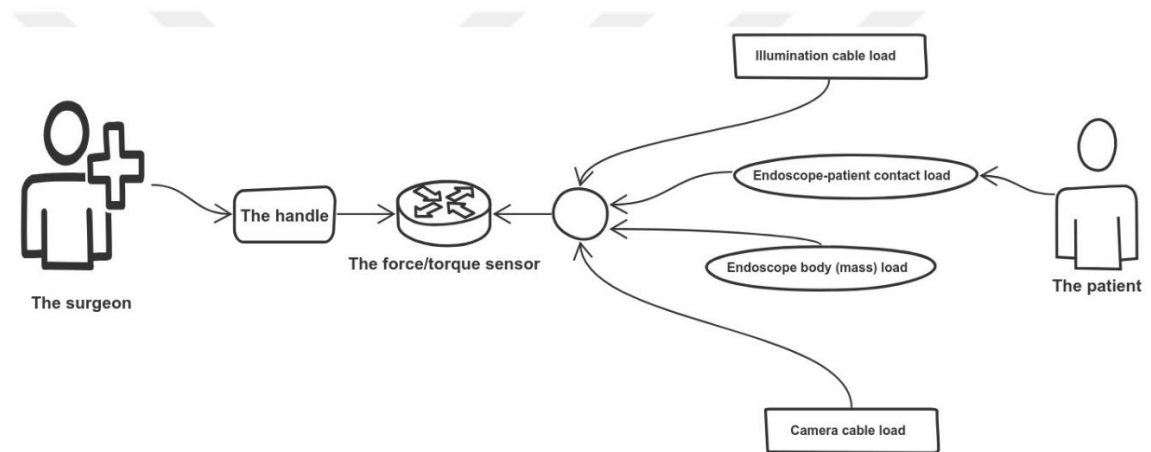 Illumination cable load
Endoscope-patient contact load
The handle
The force/torque sensor
Endoscope body (mass) load
The surgeon
The patient
Camera cable load